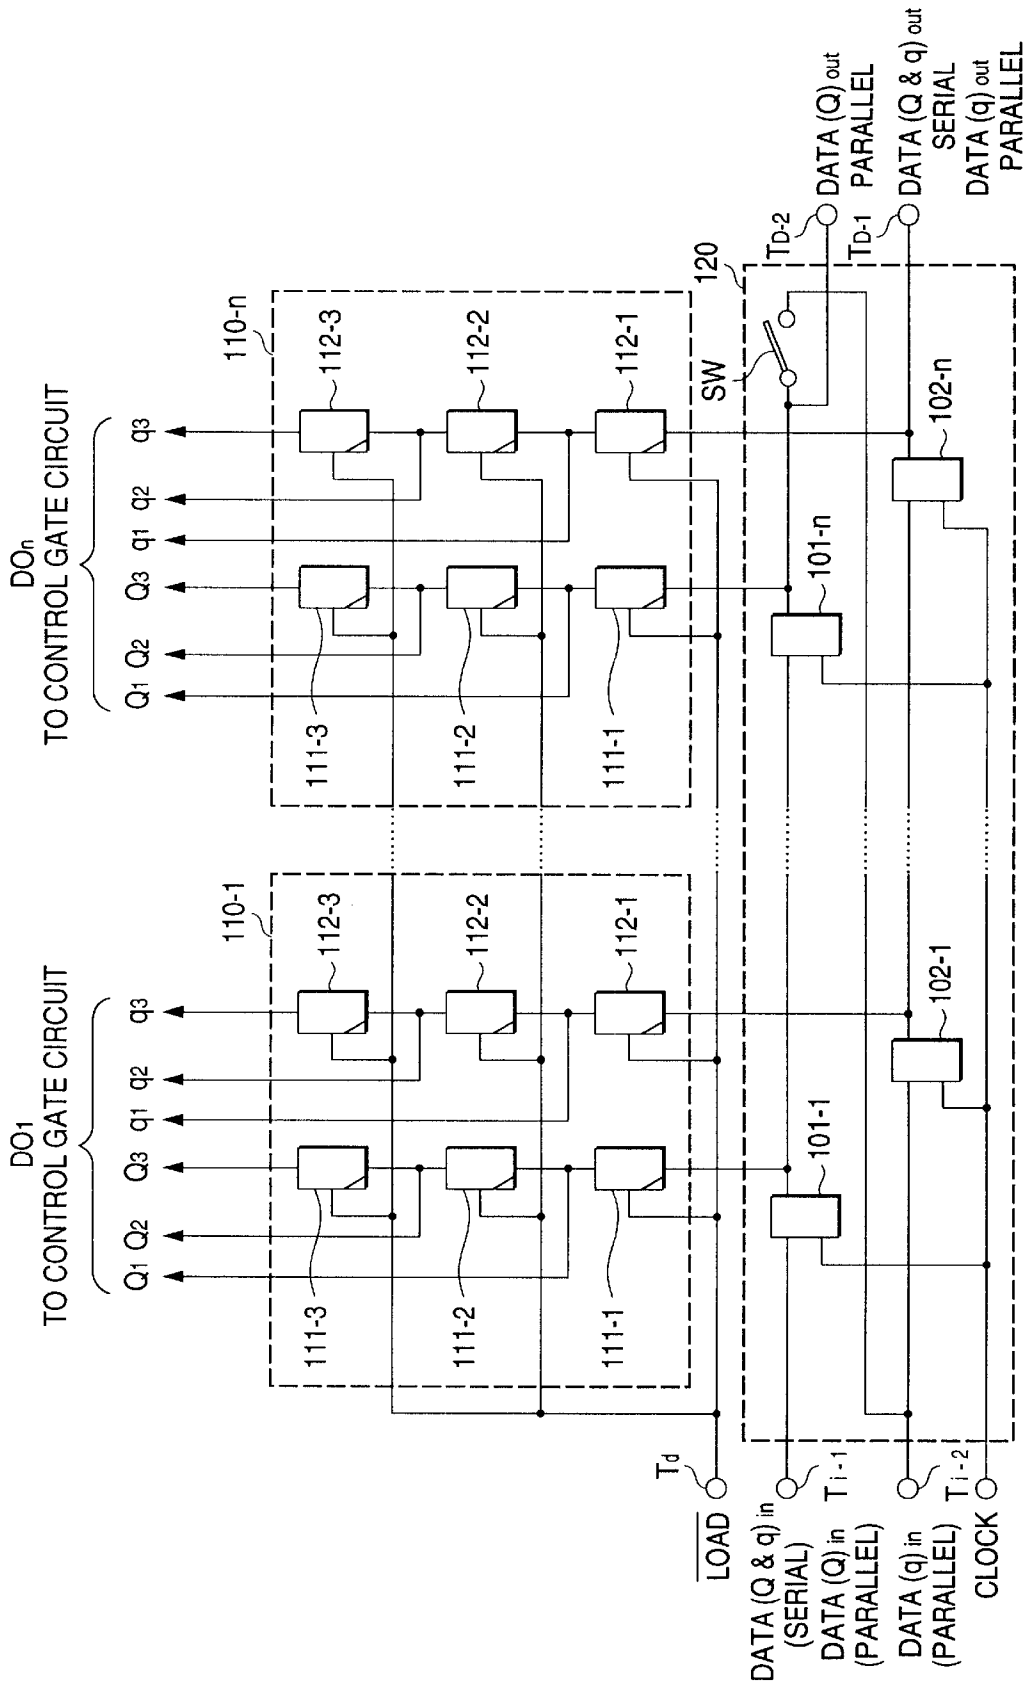 DO1
TO CONTROL GATE CIRCUIT
Q1 Q2 Q3 q1 q2 q3
DOn
TO CONTROL GATE CIRCUIT
Q1 Q2 Q3 q1 q2 q3
110-1
111-3
112-3
111-2
112-2
111-1
112-1
110-n
111-3
112-3
111-2
112-2
111-1
112-1
Td
LOAD
120
SW
101-1
101-n
102-1
102-n
DATA (Q & q) in
(SERIAL)
DATA (Q) in
(PARALLEL)
Ti-1
DATA (q) in
(PARALLEL)
Ti-2
CLOCK
TD-2
DATA (Q) out
PARALLEL
TD-1
DATA (Q & q) out
SERIAL
DATA (q) out
PARALLEL